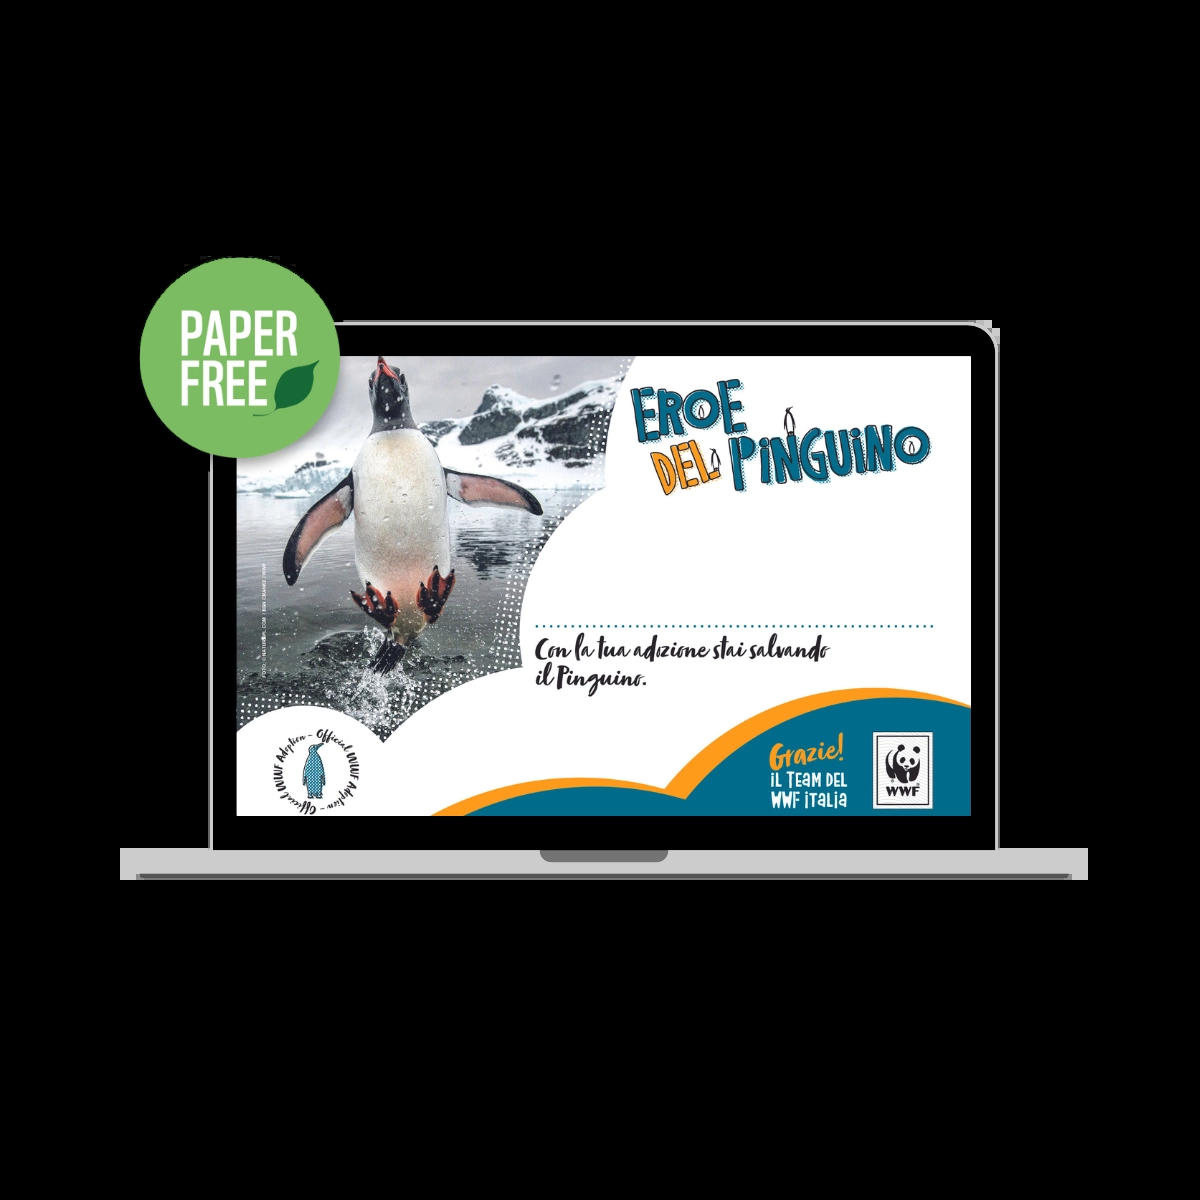 PAPER
FREE
EROE
DEL PiNGUiNO
Con la tua adozione stai salvando
il Pinguino.
Official WWF Adoption – Official WWF Adoption –
Grazie!
iL TEAM DEL
WWF iTALiA
WWF